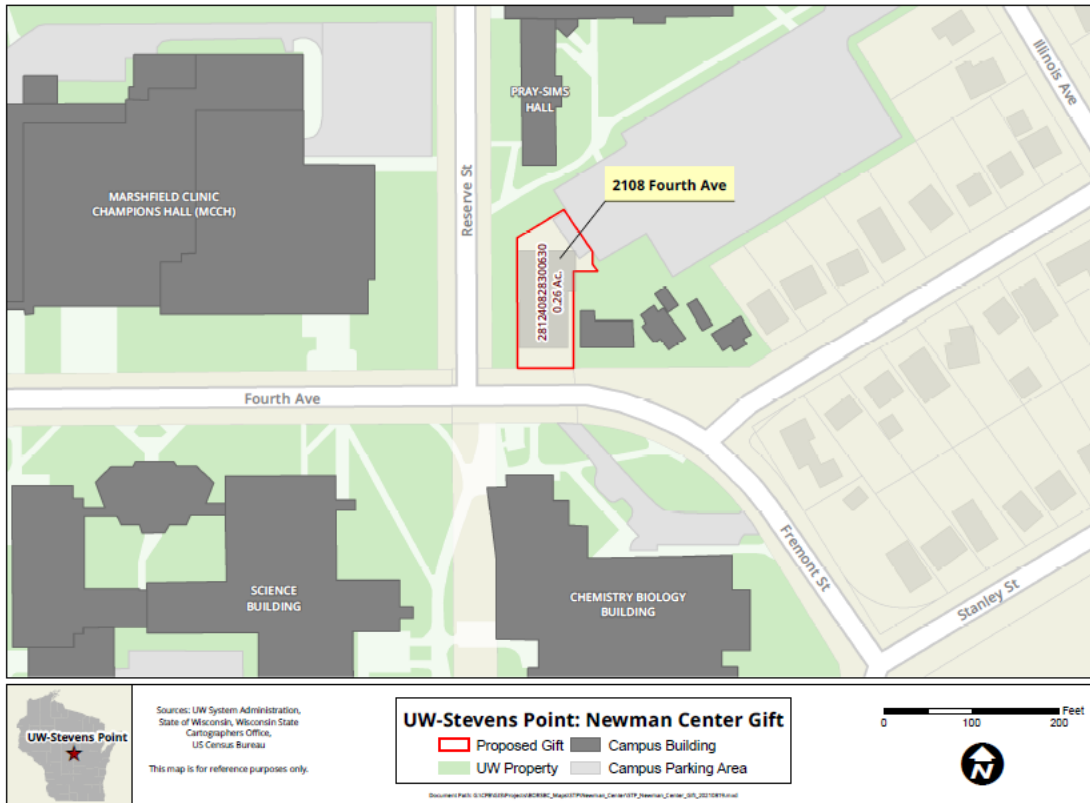 Illinois Ave
PRAY-SIMS
HALL
2108 Fourth Ave
MARSHFIELD CLINIC
CHAMPIONS HALL (MCCH)
Reserve St
281240828300630
0.26 Ac.
Fourth Ave
Fremont St
Stanley St
SCIENCE
BUILDING
CHEMISTRY BIOLOGY
BUILDING
UW-Stevens Point
Sources: UW System Administration,
State of Wisconsin, Wisconsin State
Cartographers Office,
US Census Bureau
This map is for reference purposes only.
UW-Stevens Point: Newman Center Gift
Proposed Gift
Campus Building
UW Property
Campus Parking Area
Feet
0 100 200
N